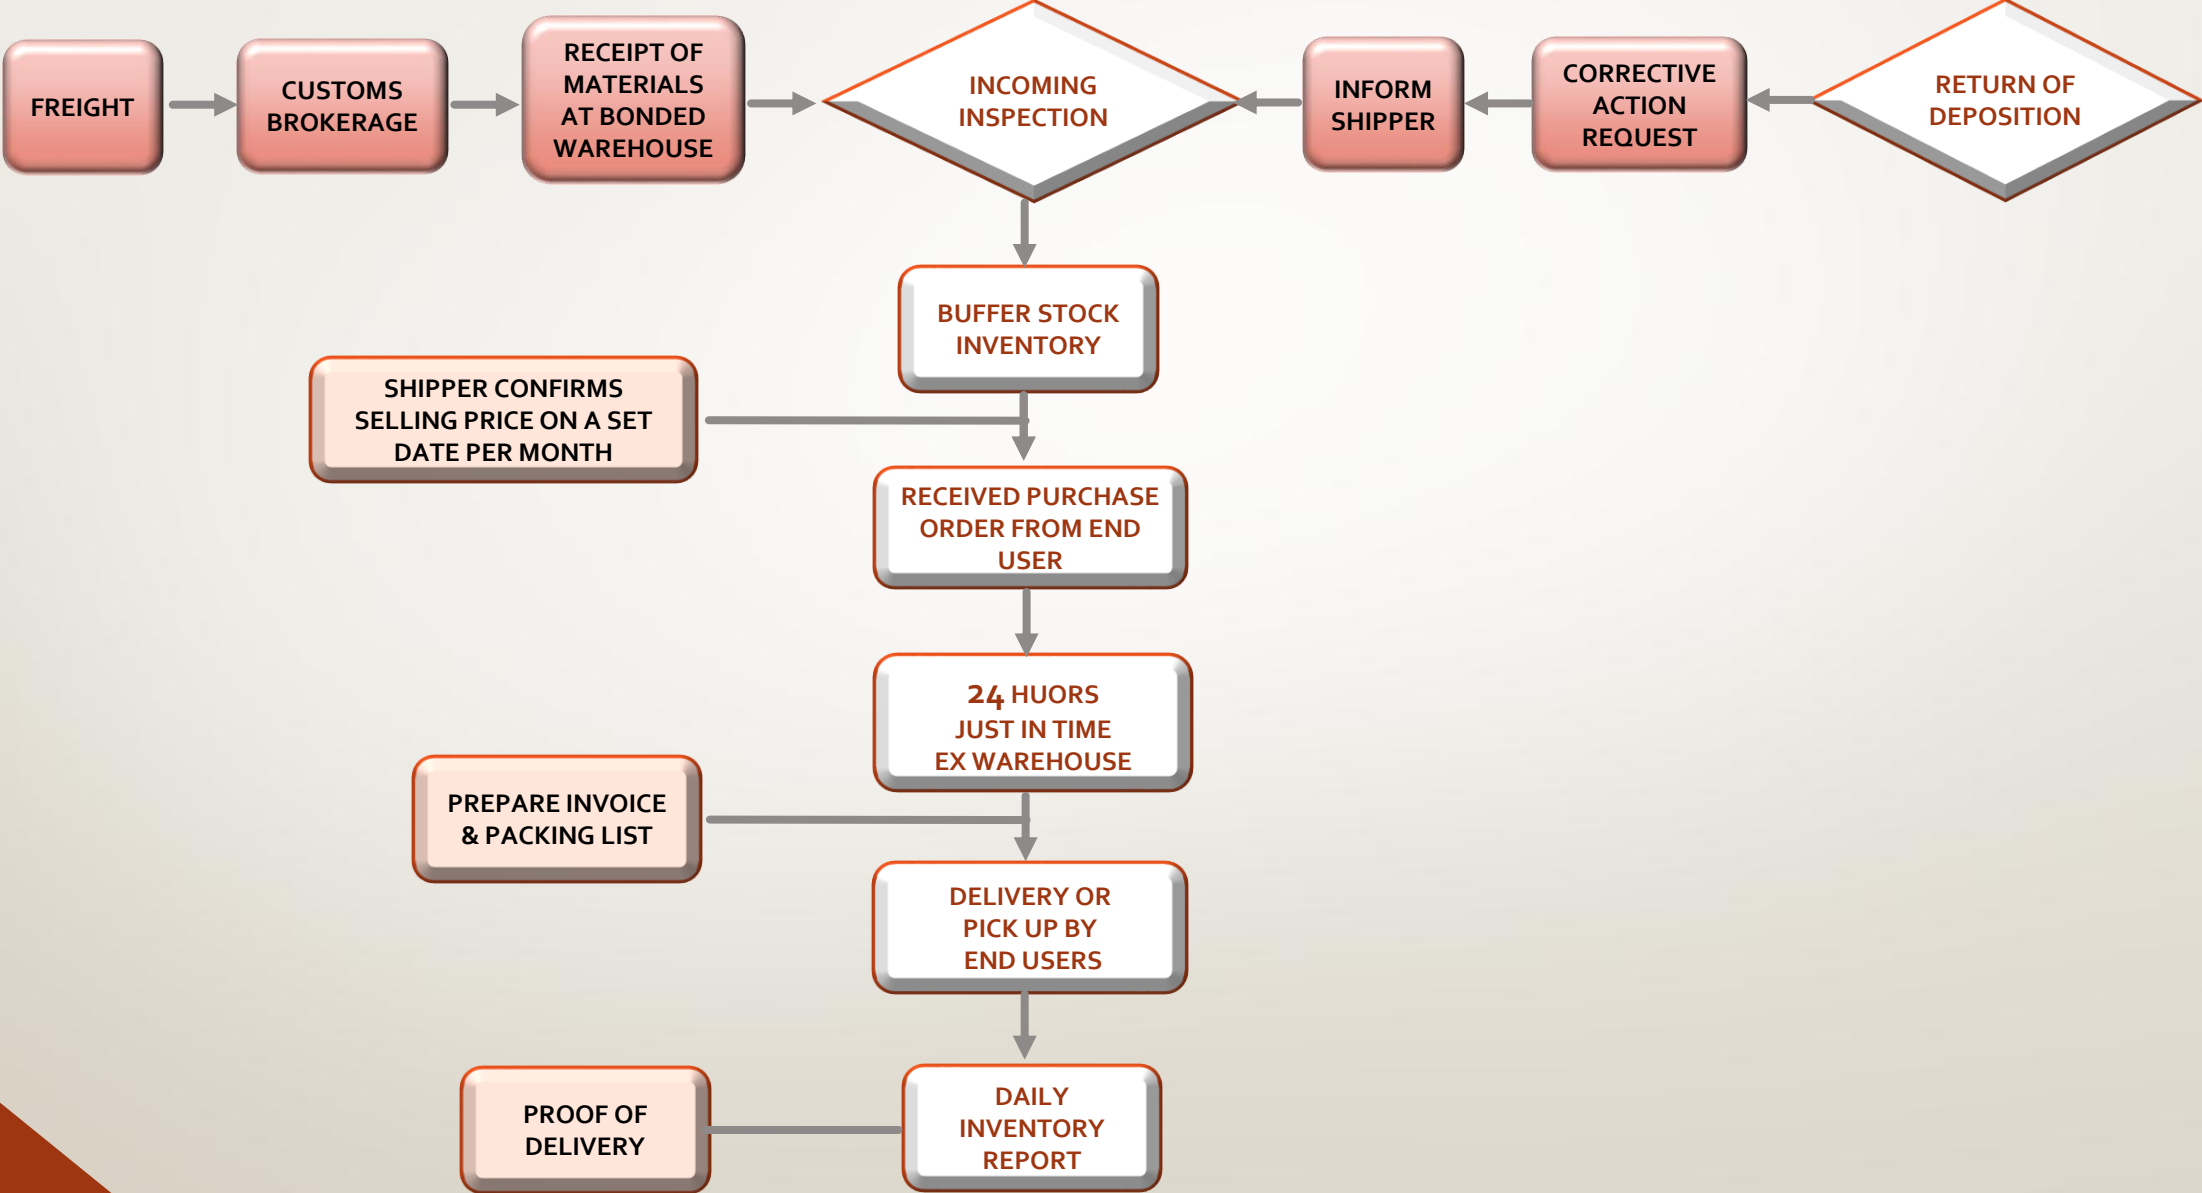 FREIGHT
CUSTOMS
BROKERAGE
RECEIPT OF
MATERIALS
AT BONDED
WAREHOUSE
INCOMING
INSPECTION
INFORM
SHIPPER
CORRECTIVE
ACTION
REQUEST
RETURN OF
DEPOSITION
BUFFER STOCK
INVENTORY
SHIPPER CONFIRMS
SELLING PRICE ON A SET
DATE PER MONTH
RECEIVED PURCHASE
ORDER FROM END
USER
24 HUORS
JUST IN TIME
EX WAREHOUSE
PREPARE INVOICE
& PACKING LIST
DELIVERY OR
PICK UP BY
END USERS
PROOF OF
DELIVERY
DAILY
INVENTORY
REPORT